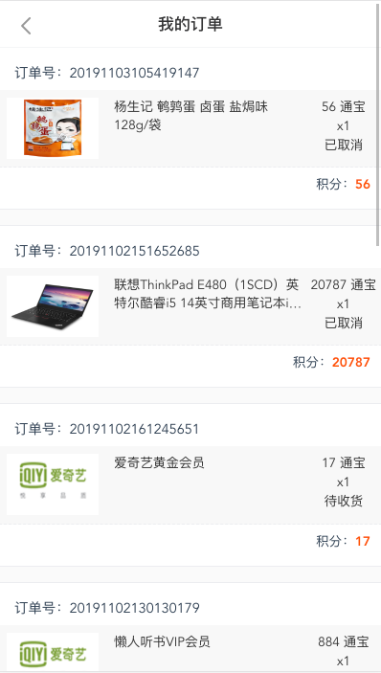 我的订单
订单号：20191103105419147
杨生记 鹌鹑蛋 卤蛋 盐焗味
128g/袋
56 通宝
x1
已取消
积分：56
订单号：20191102151652685
联想ThinkPad E480（1SCD）英
特尔酷睿i5 14英寸商用笔记本i...
20787 通宝
x1
已取消
积分：20787
订单号：20191102161245651
iQIYI 爱奇艺
悦享品质
爱奇艺黄金会员
17 通宝
x1
待收货
积分：17
订单号：20191102130130179
iQIYI 爱奇艺
懒人听书VIP会员
884 通宝
x1